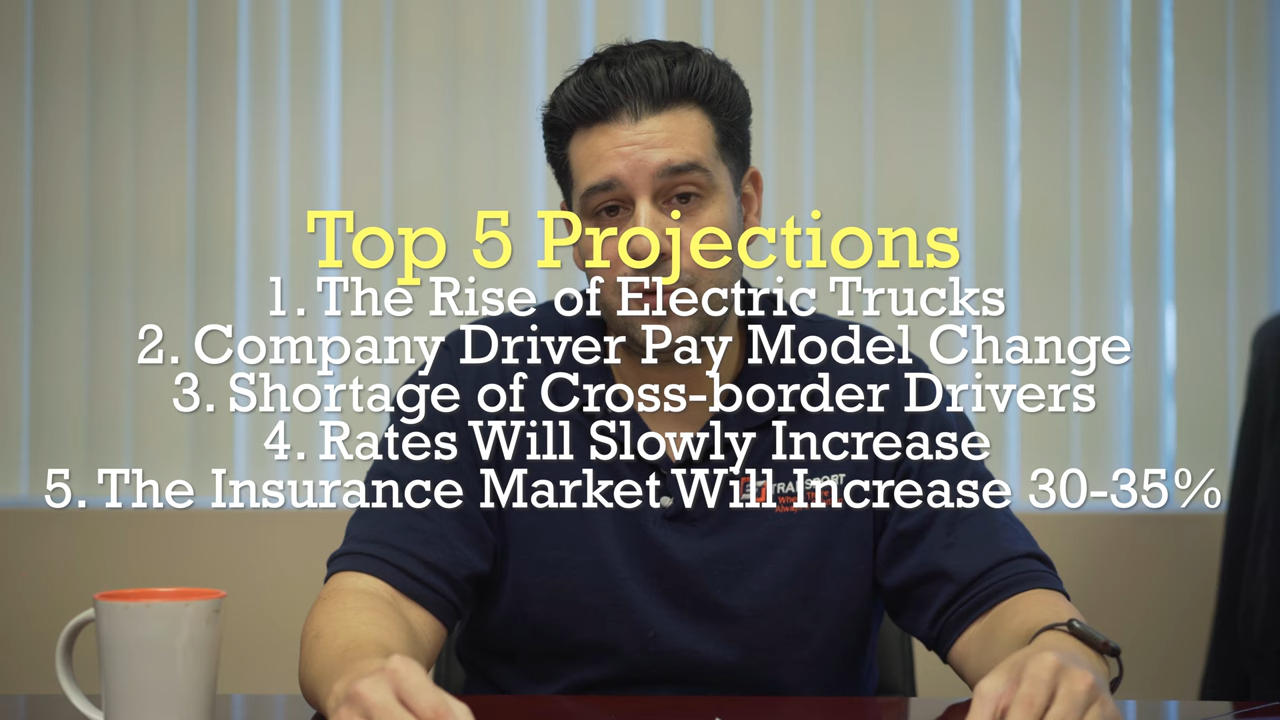 Top 5 Projections
1. The Rise of Electric Trucks
2. Company Driver Pay Model Change
3. Shortage of Cross-border Drivers
4. Rates Will Slowly Increase
5. The Insurance Market Will Increase 30-35%
TRANSPORT